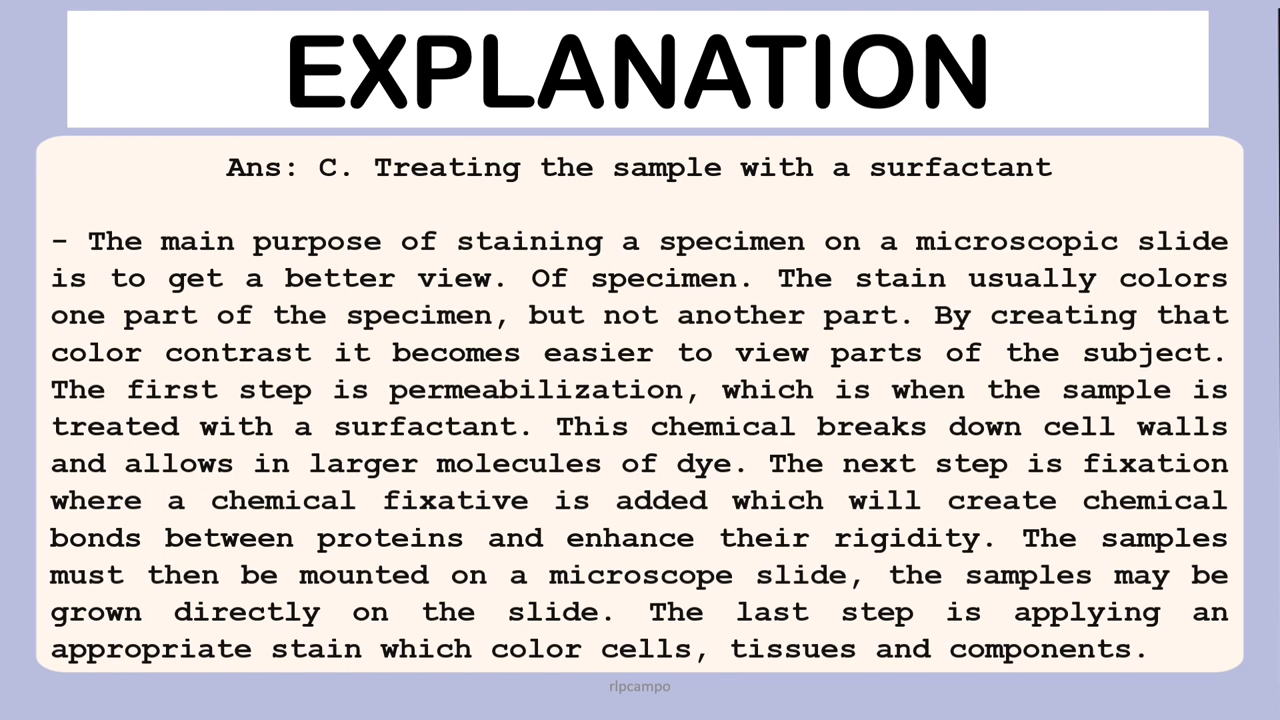 EXPLANATION
Ans: C. Treating the sample with a surfactant
- The main purpose of staining a specimen on a microscopic slide
is to get a better view. Of specimen. The stain usually colors
one part of the specimen, but not another part. By creating that
color contrast it becomes easier to view parts of the subject.
The first step is permeabilization, which is when the sample is
treated with a surfactant. This chemical breaks down cell walls
and allows in larger molecules of dye. The next step is fixation
where a chemical fixative is added which will create chemical
bonds between proteins and enhance their rigidity. The samples
must then be mounted on a microscope slide, the samples may be
grown directly on the slide. The last step is applying an
appropriate stain which color cells, tissues and components.
rlpcampo